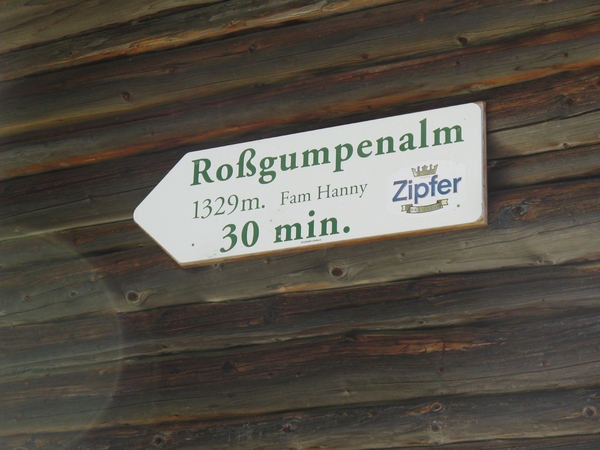 Roßgumpenalm
1329m. Fam Hanny
30 min.
Zipfer